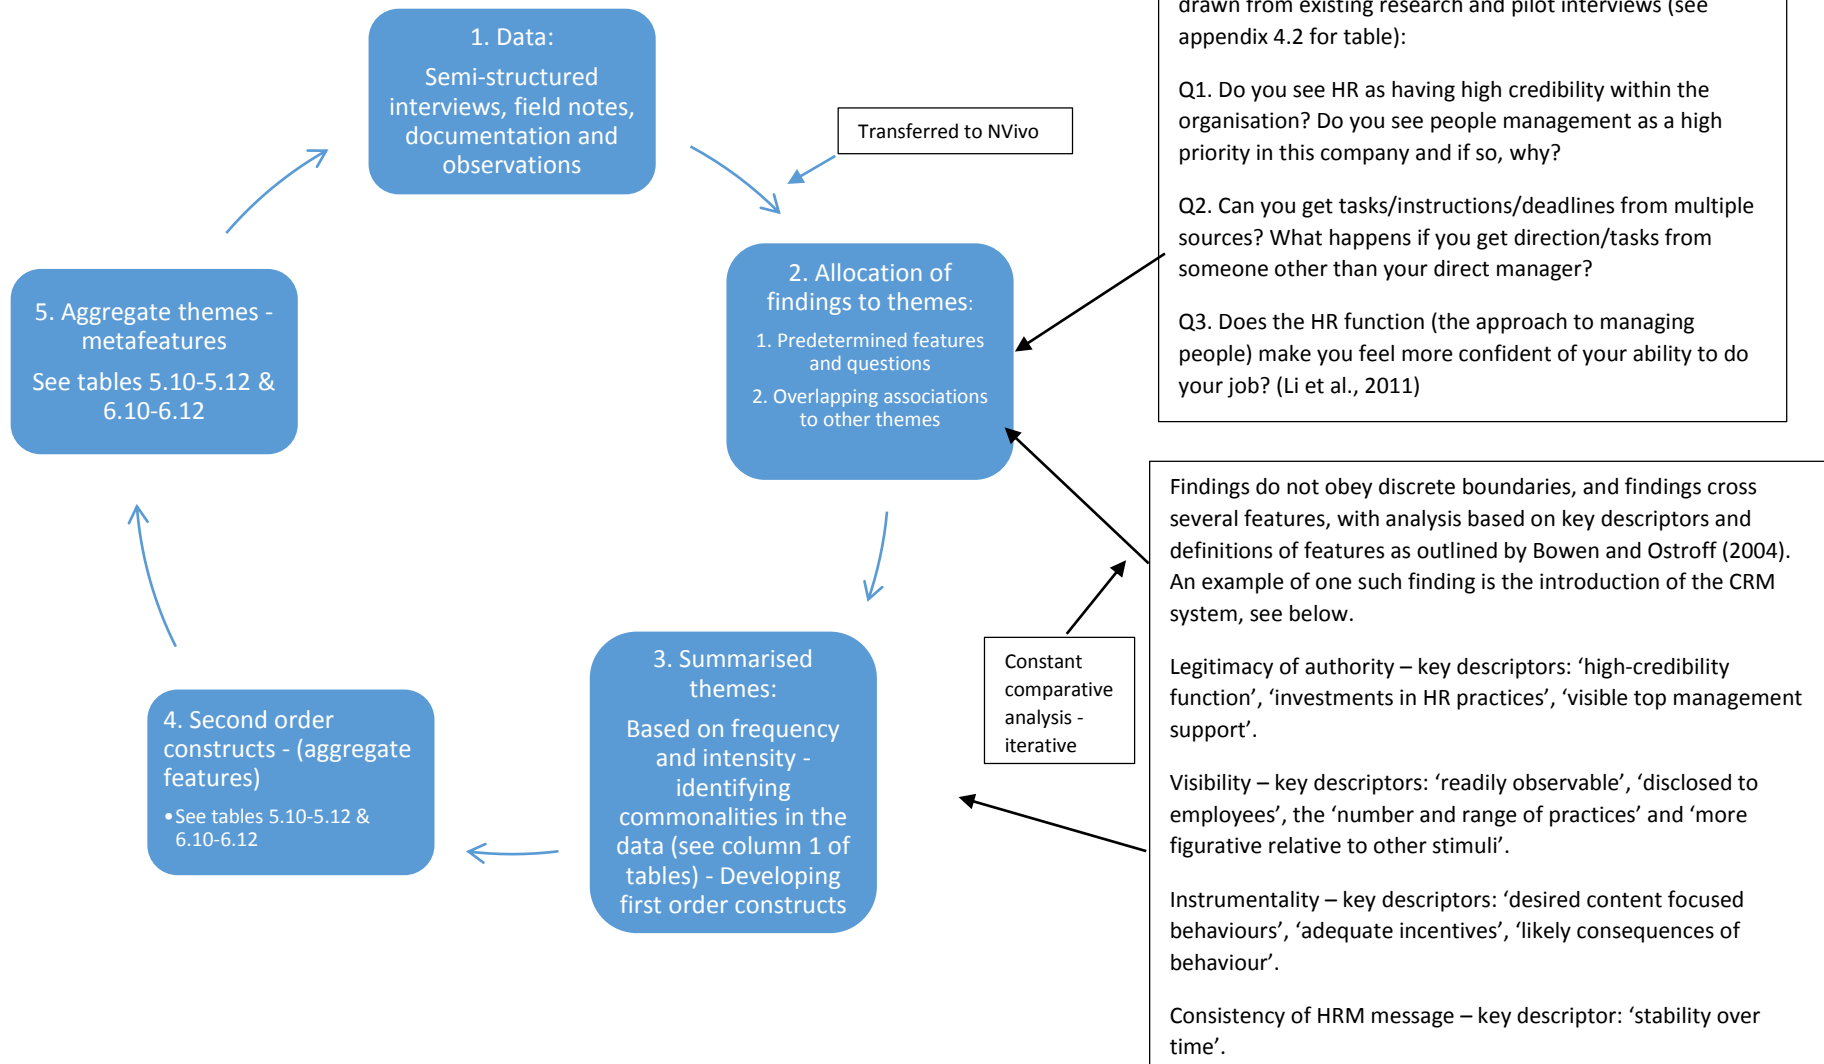 1. Data:
Semi-structured
interviews, field notes,
documentation and
observations
Transferred to NVivo
drawn from existing research and pilot interviews (see
appendix 4.2 for table):
Q1. Do you see HR as having high credibility within the
organisation? Do you see people management as a high
priority in this company and if so, why?
Q2. Can you get tasks/instructions/deadlines from multiple
sources? What happens if you get direction/tasks from
someone other than your direct manager?
Q3. Does the HR function (the approach to managing
people) make you feel more confident of your ability to do
your job? (Li et al., 2011)
2. Allocation of
findings to themes:
1. Predetermined features
and questions
2. Overlapping associations
to other themes
5. Aggregate themes -
metafeatures
See tables 5.10-5.12 &
6.10-6.12
Findings do not obey discrete boundaries, and findings cross
several features, with analysis based on key descriptors and
definitions of features as outlined by Bowen and Ostroff (2004).
An example of one such finding is the introduction of the CRM
system, see below.
Legitimacy of authority – key descriptors: ‘high-credibility
function’, ‘investments in HR practices’, ‘visible top management
support’.
Visibility – key descriptors: ‘readily observable’, ‘disclosed to
employees’, the ‘number and range of practices’ and ‘more
figurative relative to other stimuli’.
Instrumentality – key descriptors: ‘desired content focused
behaviours’, ‘adequate incentives’, ‘likely consequences of
behaviour’.
Consistency of HRM message – key descriptor: ‘stability over
time’.
Constant
comparative
analysis -
iterative
3. Summarised
themes:
Based on frequency
and intensity -
identifying
commonalities in the
data (see column 1 of
tables) - Developing
first order constructs
4. Second order
constructs - (aggregate
features)
•See tables 5.10-5.12 &
6.10-6.12